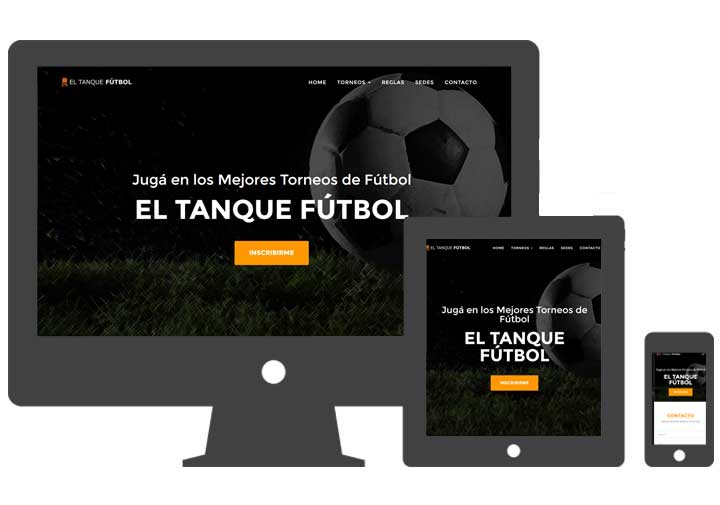 EL TANQUE FÚTBOL
HOME TORNEOS REGLAS SEDES CONTACTO
Jugá en los Mejores Torneos de Fútbol
EL TANQUE FÚTBOL
INSCRIBIRME
EL TANQUE FÚTBOL
HOME TORNEOS REGLAS SEDES CONTACTO
Jugá en los Mejores Torneos de
Fútbol
EL TANQUE
FÚTBOL
INSCRIBIRME
Jugá en los Mejores Torneos de Fútbol
EL TANQUE
FÚTBOL
CONTACTO